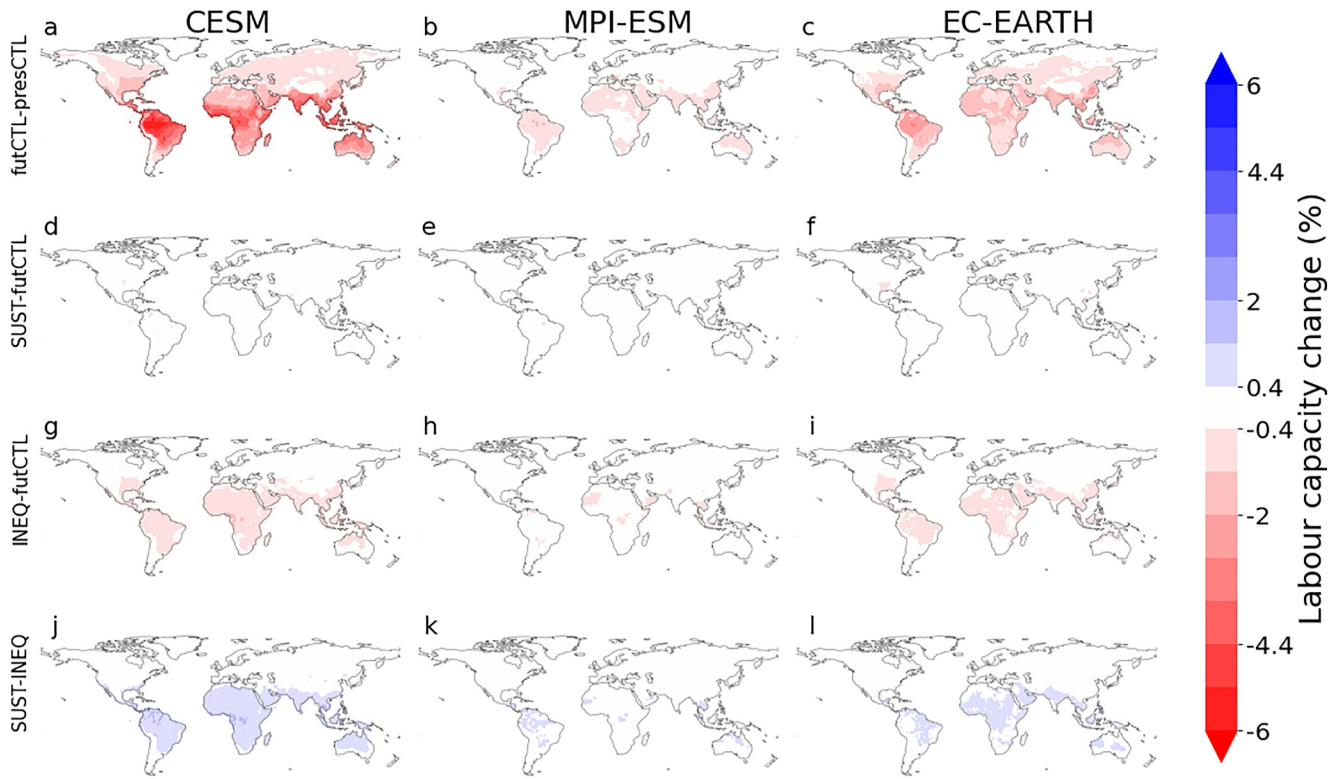 CESM
MPI-ESM
EC-EARTH
futCTL-presCTL
a
b
c
SUST-futCTL
d
e
f
INEQ-futCTL
g
h
i
SUST-INEQ
j
k
l
6
4.4
2
0.4
-0.4
-2
-4.4
-6
Labour capacity change (%)